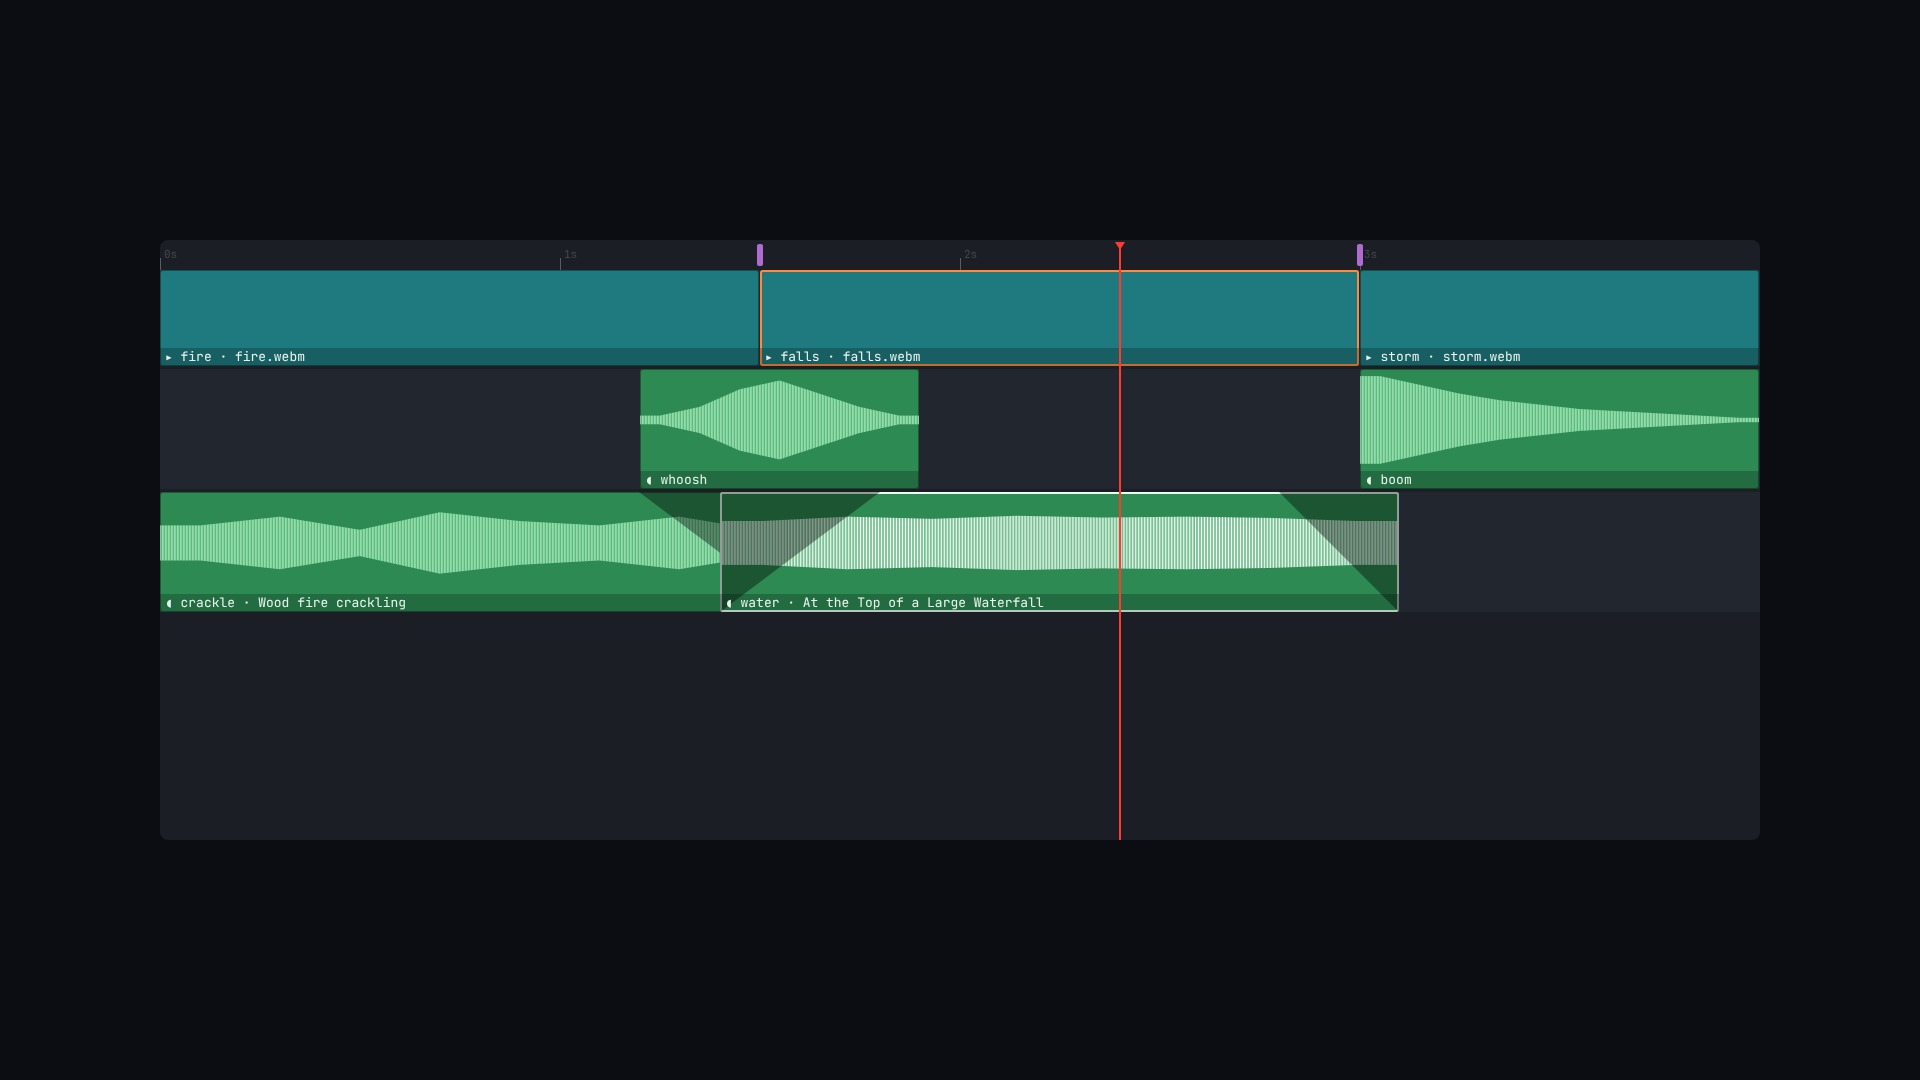 0s 1s 2s 3s
fire · fire.webm
falls · falls.webm
storm · storm.webm
whoosh
boom
crackle · Wood fire crackling
water · At the Top of a Large Waterfall